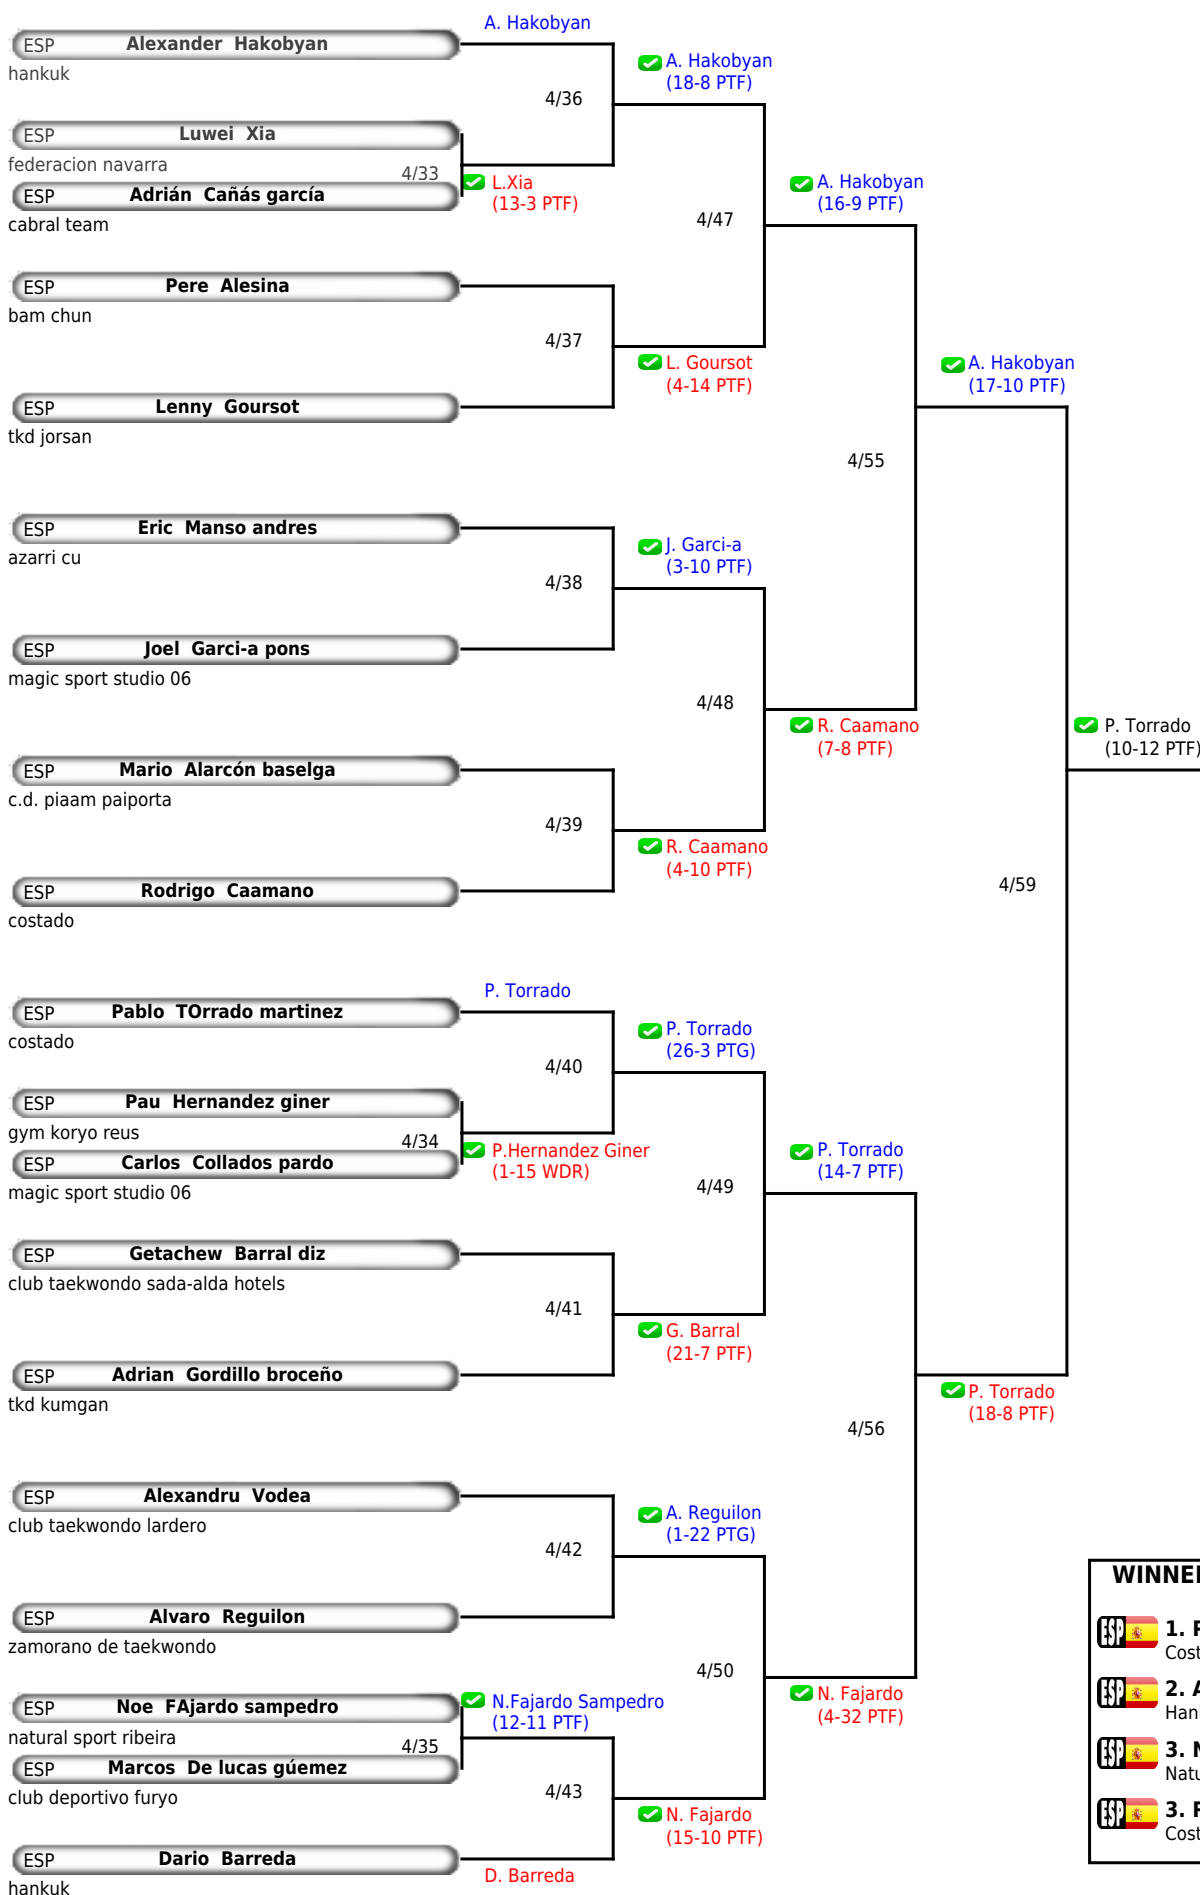 A. Hakobyan
ESP Alexander Hakobyan
hankuk
A. Hakobyan
(18-8 PTF)
4/36
ESP Luwei Xia
federacion navarra
4/33
L.Xia
(13-3 PTF)
ESP Adrián Cañás garcía
cabral team
A. Hakobyan
(16-9 PTF)
4/47
ESP Pere Alesina
bam chun
4/37
L. Goursot
(4-14 PTF)
A. Hakobyan
(17-10 PTF)
ESP Lenny Goursot
tkd jorsan
4/55
ESP Eric Manso andres
azarri cu
J. Garci-a
(3-10 PTF)
4/38
ESP Joel Garci-a pons
magic sport studio 06
4/48
R. Caamano
(7-8 PTF)
P. Torrado
(10-12 PTF)
ESP Mario Alarcón baselga
c.d. piaam paiporta
4/39
R. Caamano
(4-10 PTF)
ESP Rodrigo Caamano
costado
4/59
P. Torrado
ESP Pablo TOrrado martinez
costado
P. Torrado
(26-3 PTG)
4/40
ESP Pau Hernandez giner
gym koryo reus
4/34
P.Hernandez Giner
(1-15 WDR)
ESP Carlos Collados pardo
magic sport studio 06
P. Torrado
(14-7 PTF)
4/49
ESP Getachew Barral diz
club taekwondo sada-alda hotels
4/41
G. Barral
(21-7 PTF)
ESP Adrian Gordillo broceño
tkd kumgan
P. Torrado
(18-8 PTF)
4/56
ESP Alexandru Vodea
club taekwondo lardero
A. Reguilon
(1-22 PTG)
4/42
ESP Alvaro Reguilon
zamorano de taekwondo
4/50
N. Fajardo
(4-32 PTF)
ESP Noe FAjardo sampedro
natural sport ribeira
N.Fajardo Sampedro
(12-11 PTF)
4/35
ESP Marcos De lucas gúemez
club deportivo furyo
4/43
N. Fajardo
(15-10 PTF)
ESP Dario Barreda
hankuk
D. Barreda
ESP 1.
ESP 2.
ESP 3.
ESP 3.